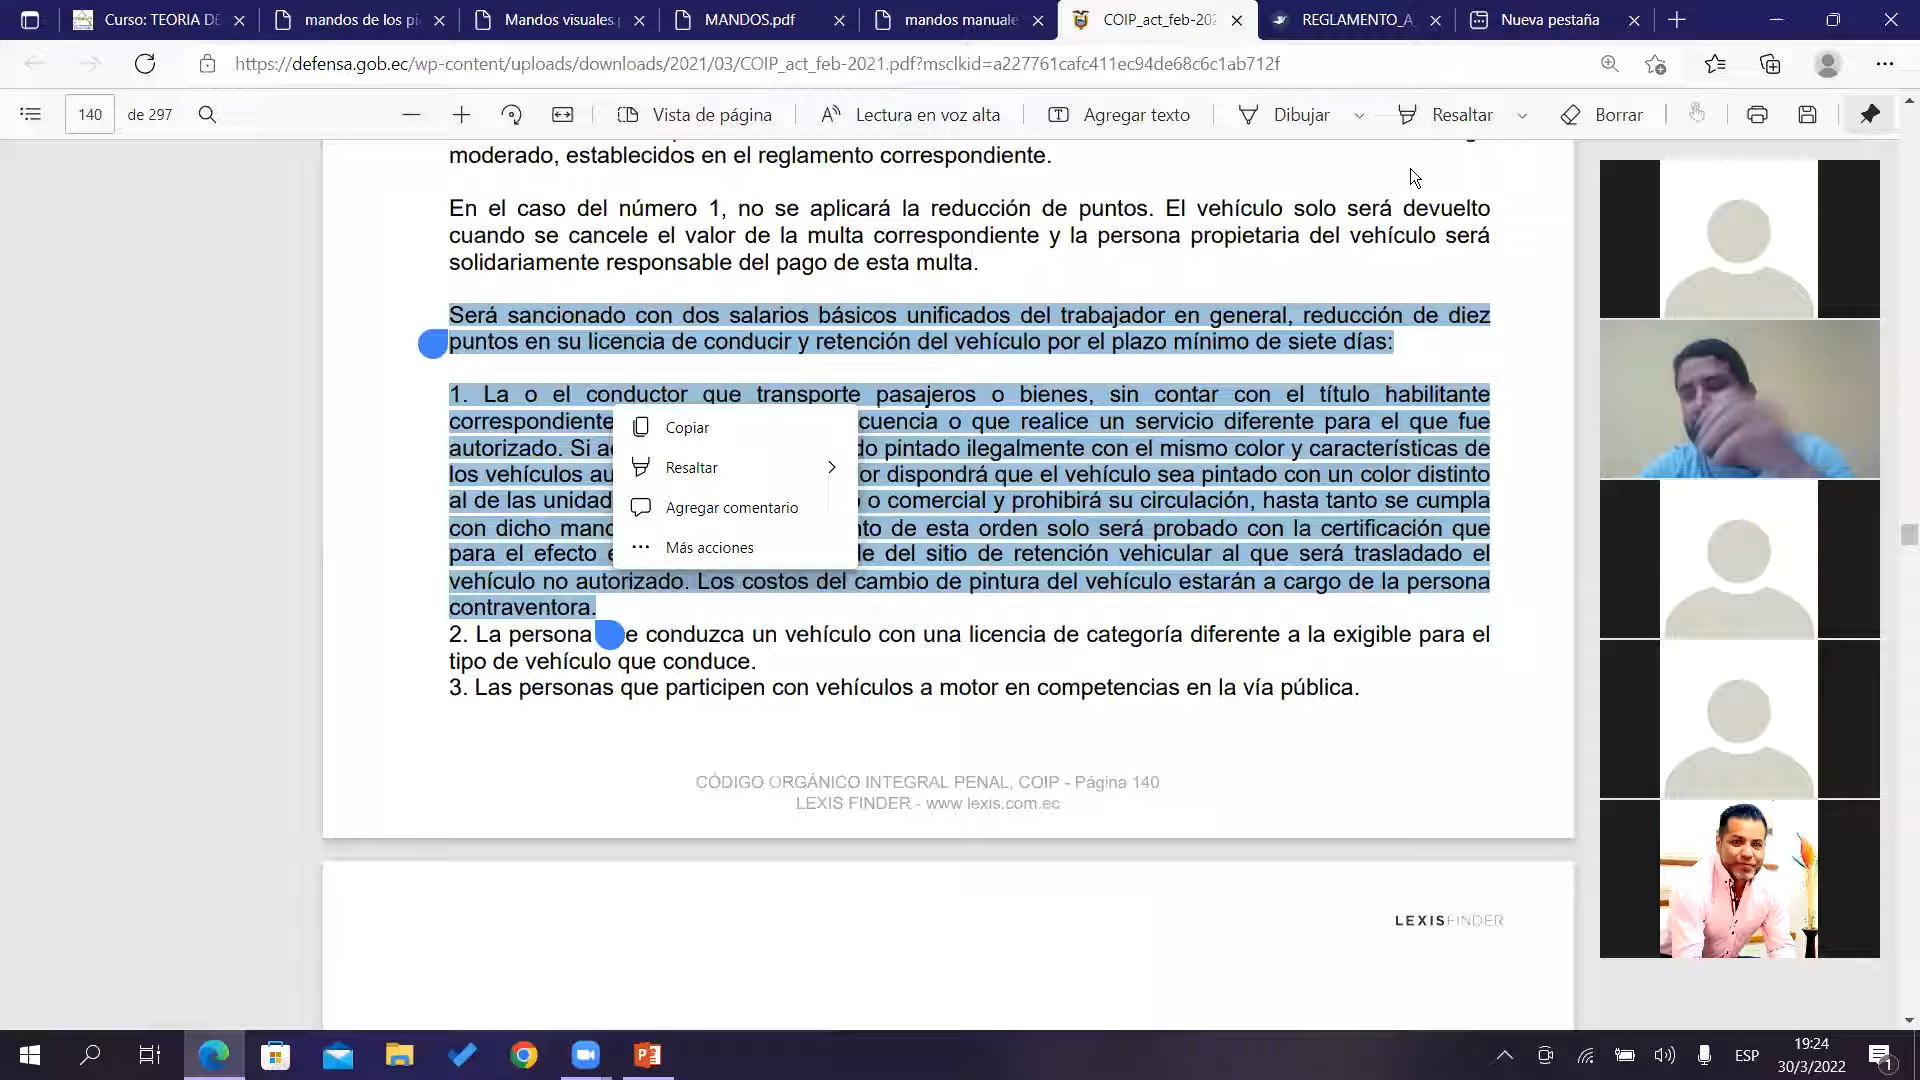 Curso: TEORIA DE
mandos de los pi
Mandos visuales
MANDOS.pdf
mandos manuale
COIP_act_feb-202
REGLAMENTO_A
Nueva pestaña
https://defensa.gob.ec/wp-content/uploads/downloads/2021/03/COIP_act_feb-2021.pdf?msclkid=a227761cafc411ec94de68c6c1ab712f
140 de 297
Vista de página
Lectura en voz alta
Agregar texto
Dibujar
Resaltar
Borrar
moderado, establecidos en el reglamento correspondiente.
En el caso del número 1, no se aplicará la reducción de puntos. El vehículo solo será devuelto
cuando se cancele el valor de la multa correspondiente y la persona propietaria del vehículo será
solidariamente responsable del pago de esta multa.
Será sancionado con dos salarios básicos unificados del trabajador en general, reducción de diez
puntos en su licencia de conducir y retención del vehículo por el plazo mínimo de siete días:
1. La o el conductor que transporte pasajeros o bienes, sin contar con el título habilitante
correspondiente cuencia o que realice un servicio diferente para el que fue
autorizado. Si do pintado ilegalmente con el mismo color y características de
los vehículos au or dispondrá que el vehículo sea pintado con un color distinto
al de las unidad o comercial y prohibirá su circulación, hasta tanto se cumpla
con dicho mand nto de esta orden solo será probado con la certificación que
para el efecto e le del sitio de retención vehicular al que será trasladado el
vehículo no autorizado. Los costos del cambio de pintura del vehículo estarán a cargo de la persona
contraventora.
Copiar
Resaltar
Agregar comentario
Más acciones
2. La persona e conduzca un vehículo con una licencia de categoría diferente a la exigible para el
tipo de vehículo que conduce.
3. Las personas que participen con vehículos a motor en competencias en la vía pública.
CÓDIGO ORGÁNICO INTEGRAL PENAL, COIP - Página 140
LEXIS FINDER - www.lexis.com.ec
LEXISFINDER
ESP
19:24
30/3/2022
1